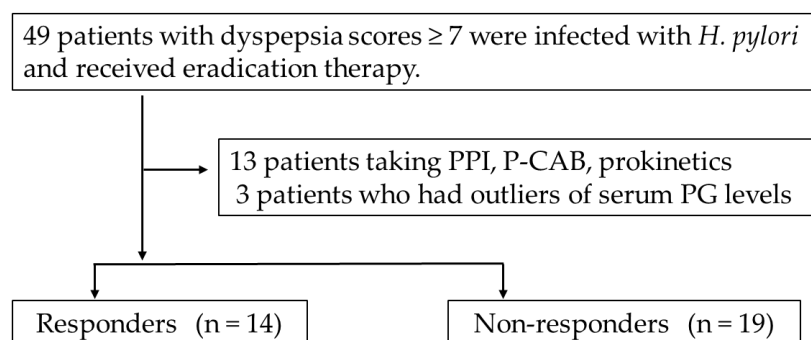 49 patients with dyspepsia scores ≥ 7 were infected with H. pylori
and received eradication therapy.
13 patients taking PPI, P-CAB, prokinetics
3 patients who had outliers of serum PG levels
Responders (n = 14)
Non-responders (n = 19)